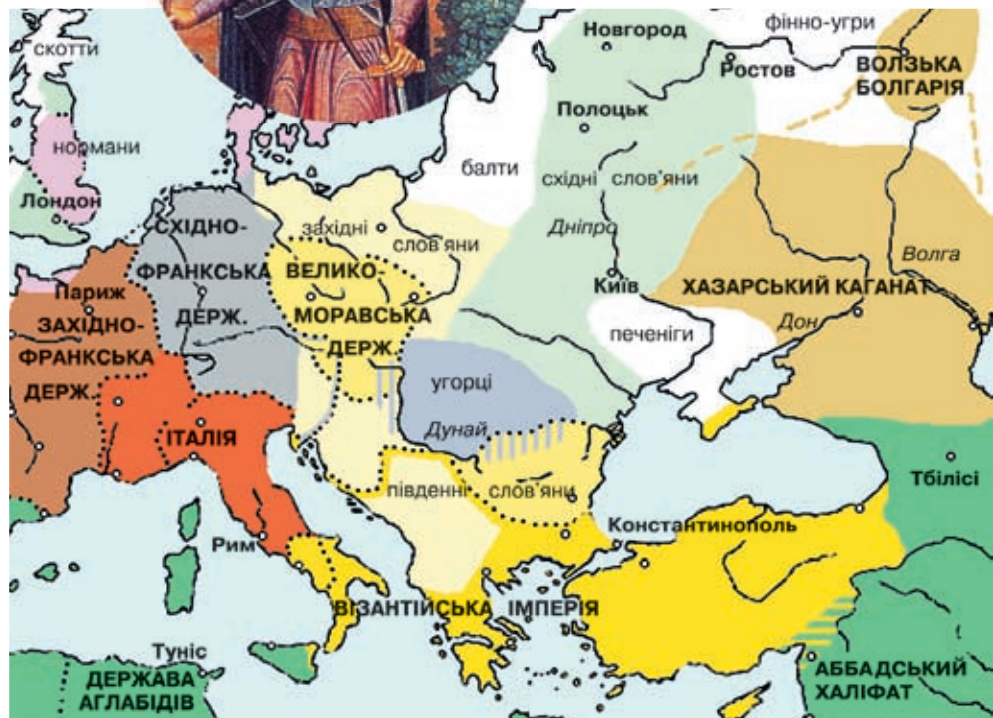 Новгород
фінно-угри
скотти
Ростов
ВОЛЗЬКА
БОЛГАРІЯ
Полоцьк
нормани
балти
східні слов'яни
Лондон
СХІДНО-
західні
слов'яни
Дніпро
Волга
ФРАНКСЬКА
ВЕЛИКО-
Київ
ХАЗАРСЬКИЙ КАГАНАТ
Париж
ДЕРЖ.
МОРАВСЬКА
печеніги
Дон
ЗАХІДНО-
ФРАНКСЬКА
ДЕРЖ.
ДЕРЖ.
угорці
ІТАЛІЯ
Дунай
Тбілісі
південні
слов'яни
Константинополь
Рим
ВІЗАНТІЙСЬКА ІМПЕРІЯ
Туніс
ДЕРЖАВА
АГЛАБІДІВ
АББАДСЬКИЙ
ХАЛІФАТ